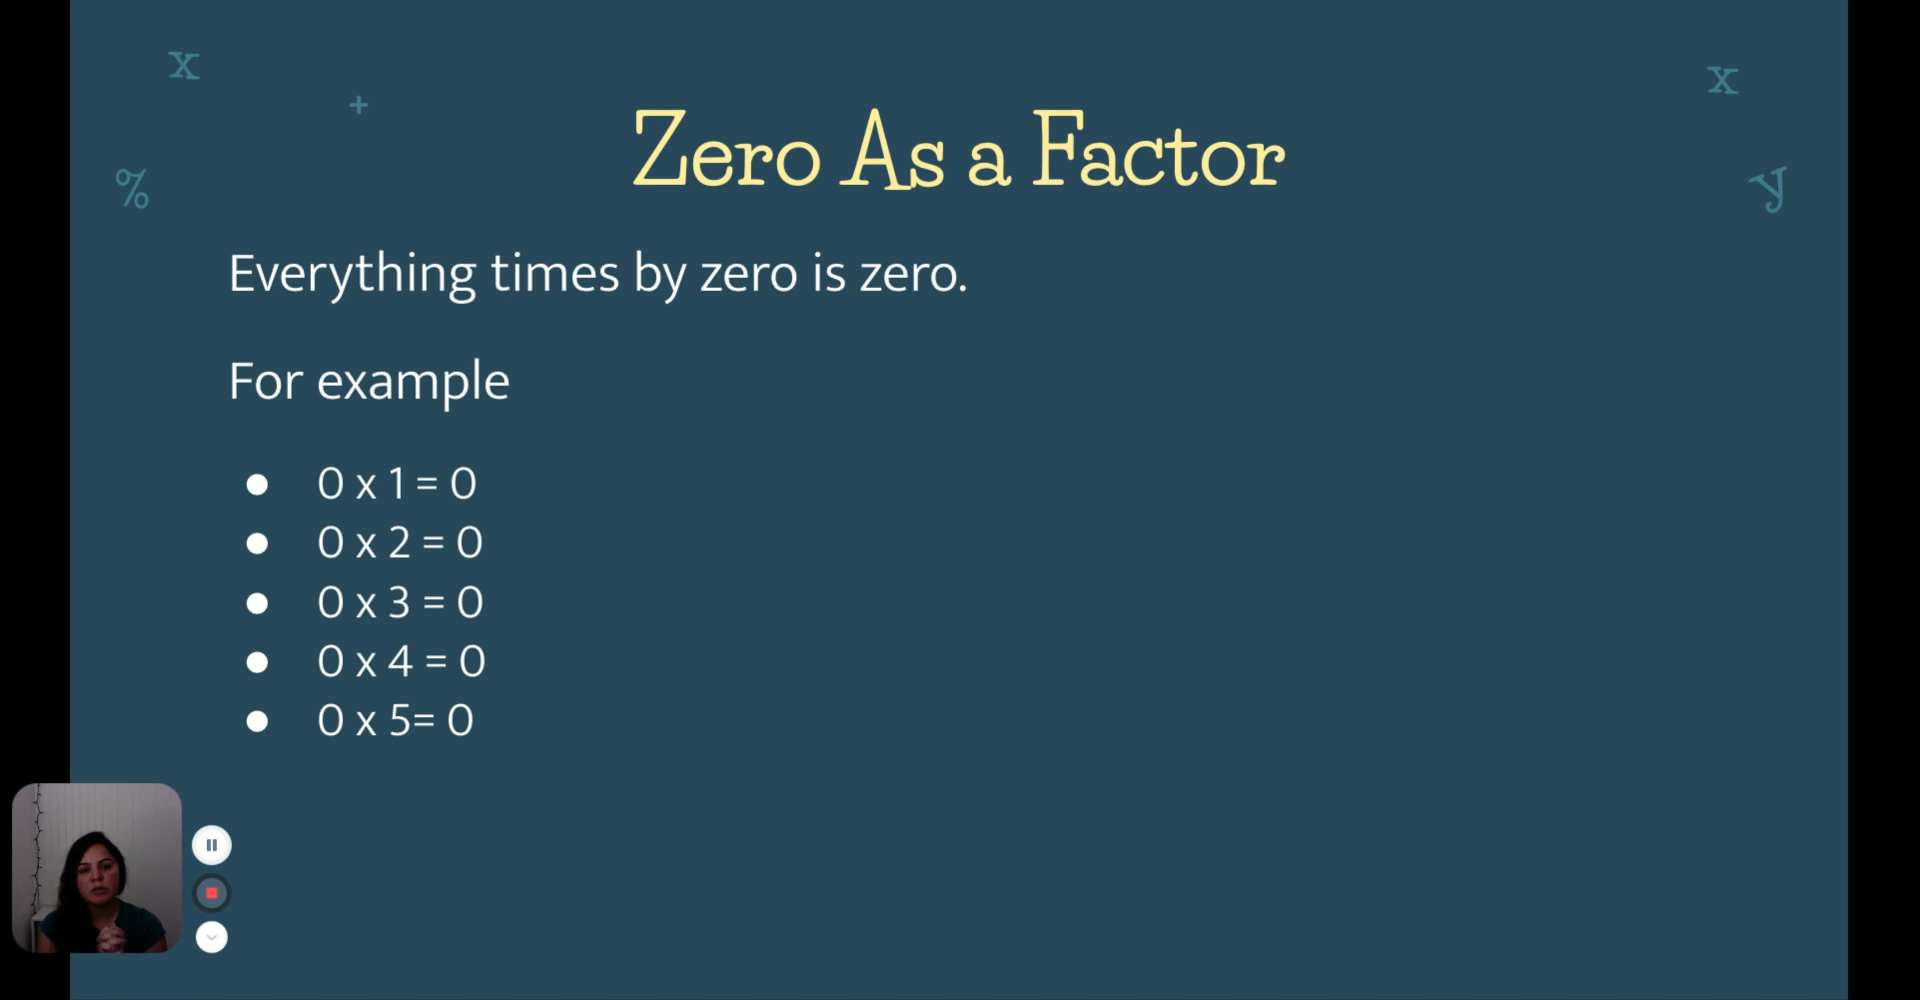 x
x
+
Zero As a Factor
%
y
Everything times by zero is zero.
For example
● 0 x 1 = 0
● 0 x 2 = 0
● 0 x 3 = 0
● 0 x 4 = 0
● 0 x 5= 0